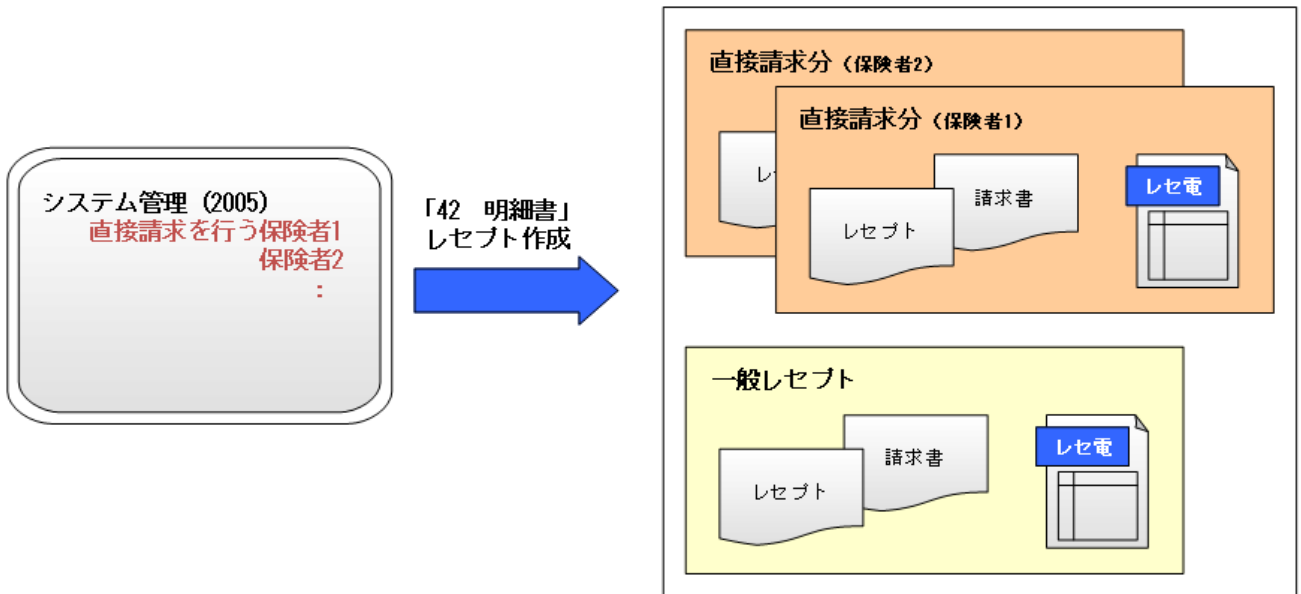 システム管理（2005）
直接請求を行う保険者1
保険者2
：
「42　明細書」
レセプト作成
直接請求分（保険者2）
レ
直接請求分（保険者1）
レセプト
請求書
レセ電
一般レセプト
レセプト
請求書
レセ電